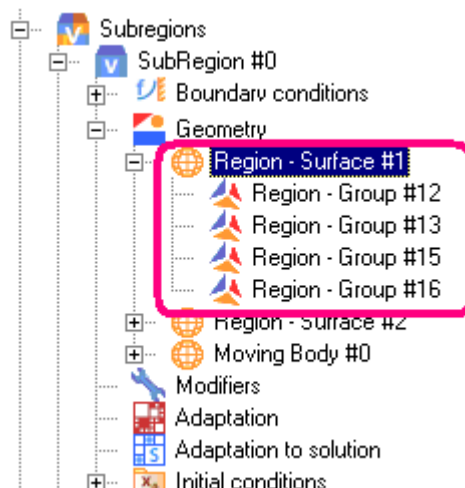 Subregions
SubRegion #0
Boundary conditions
Geometry
Region - Surface #1
Region - Group #12
Region - Group #13
Region - Group #15
Region - Group #16
Region - Surface #2
Moving Body #0
Modifiers
Adaptation
Adaptation to solution
Initial conditions